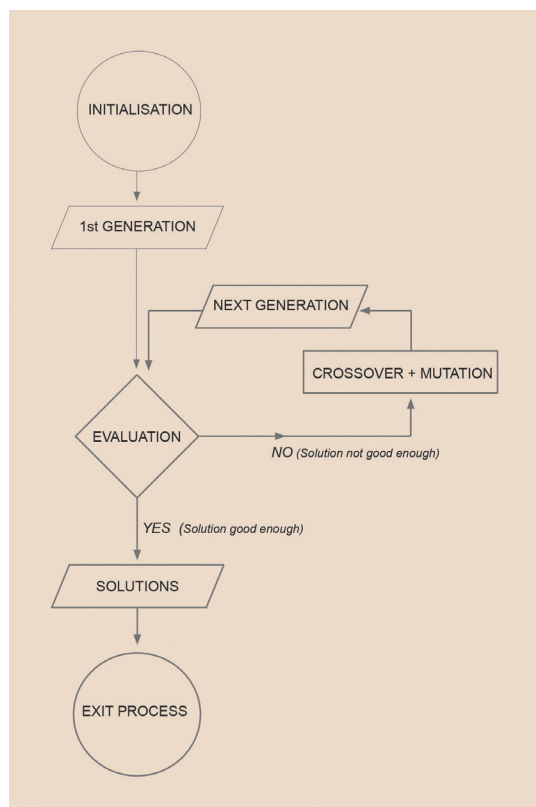 INITIALISATION
1st GENERATION
NEXT GENERATION
CROSSOVER + MUTATION
EVALUATION
NO (Solution not good enough)
YES (Solution good enough)
SOLUTIONS
EXIT PROCESS